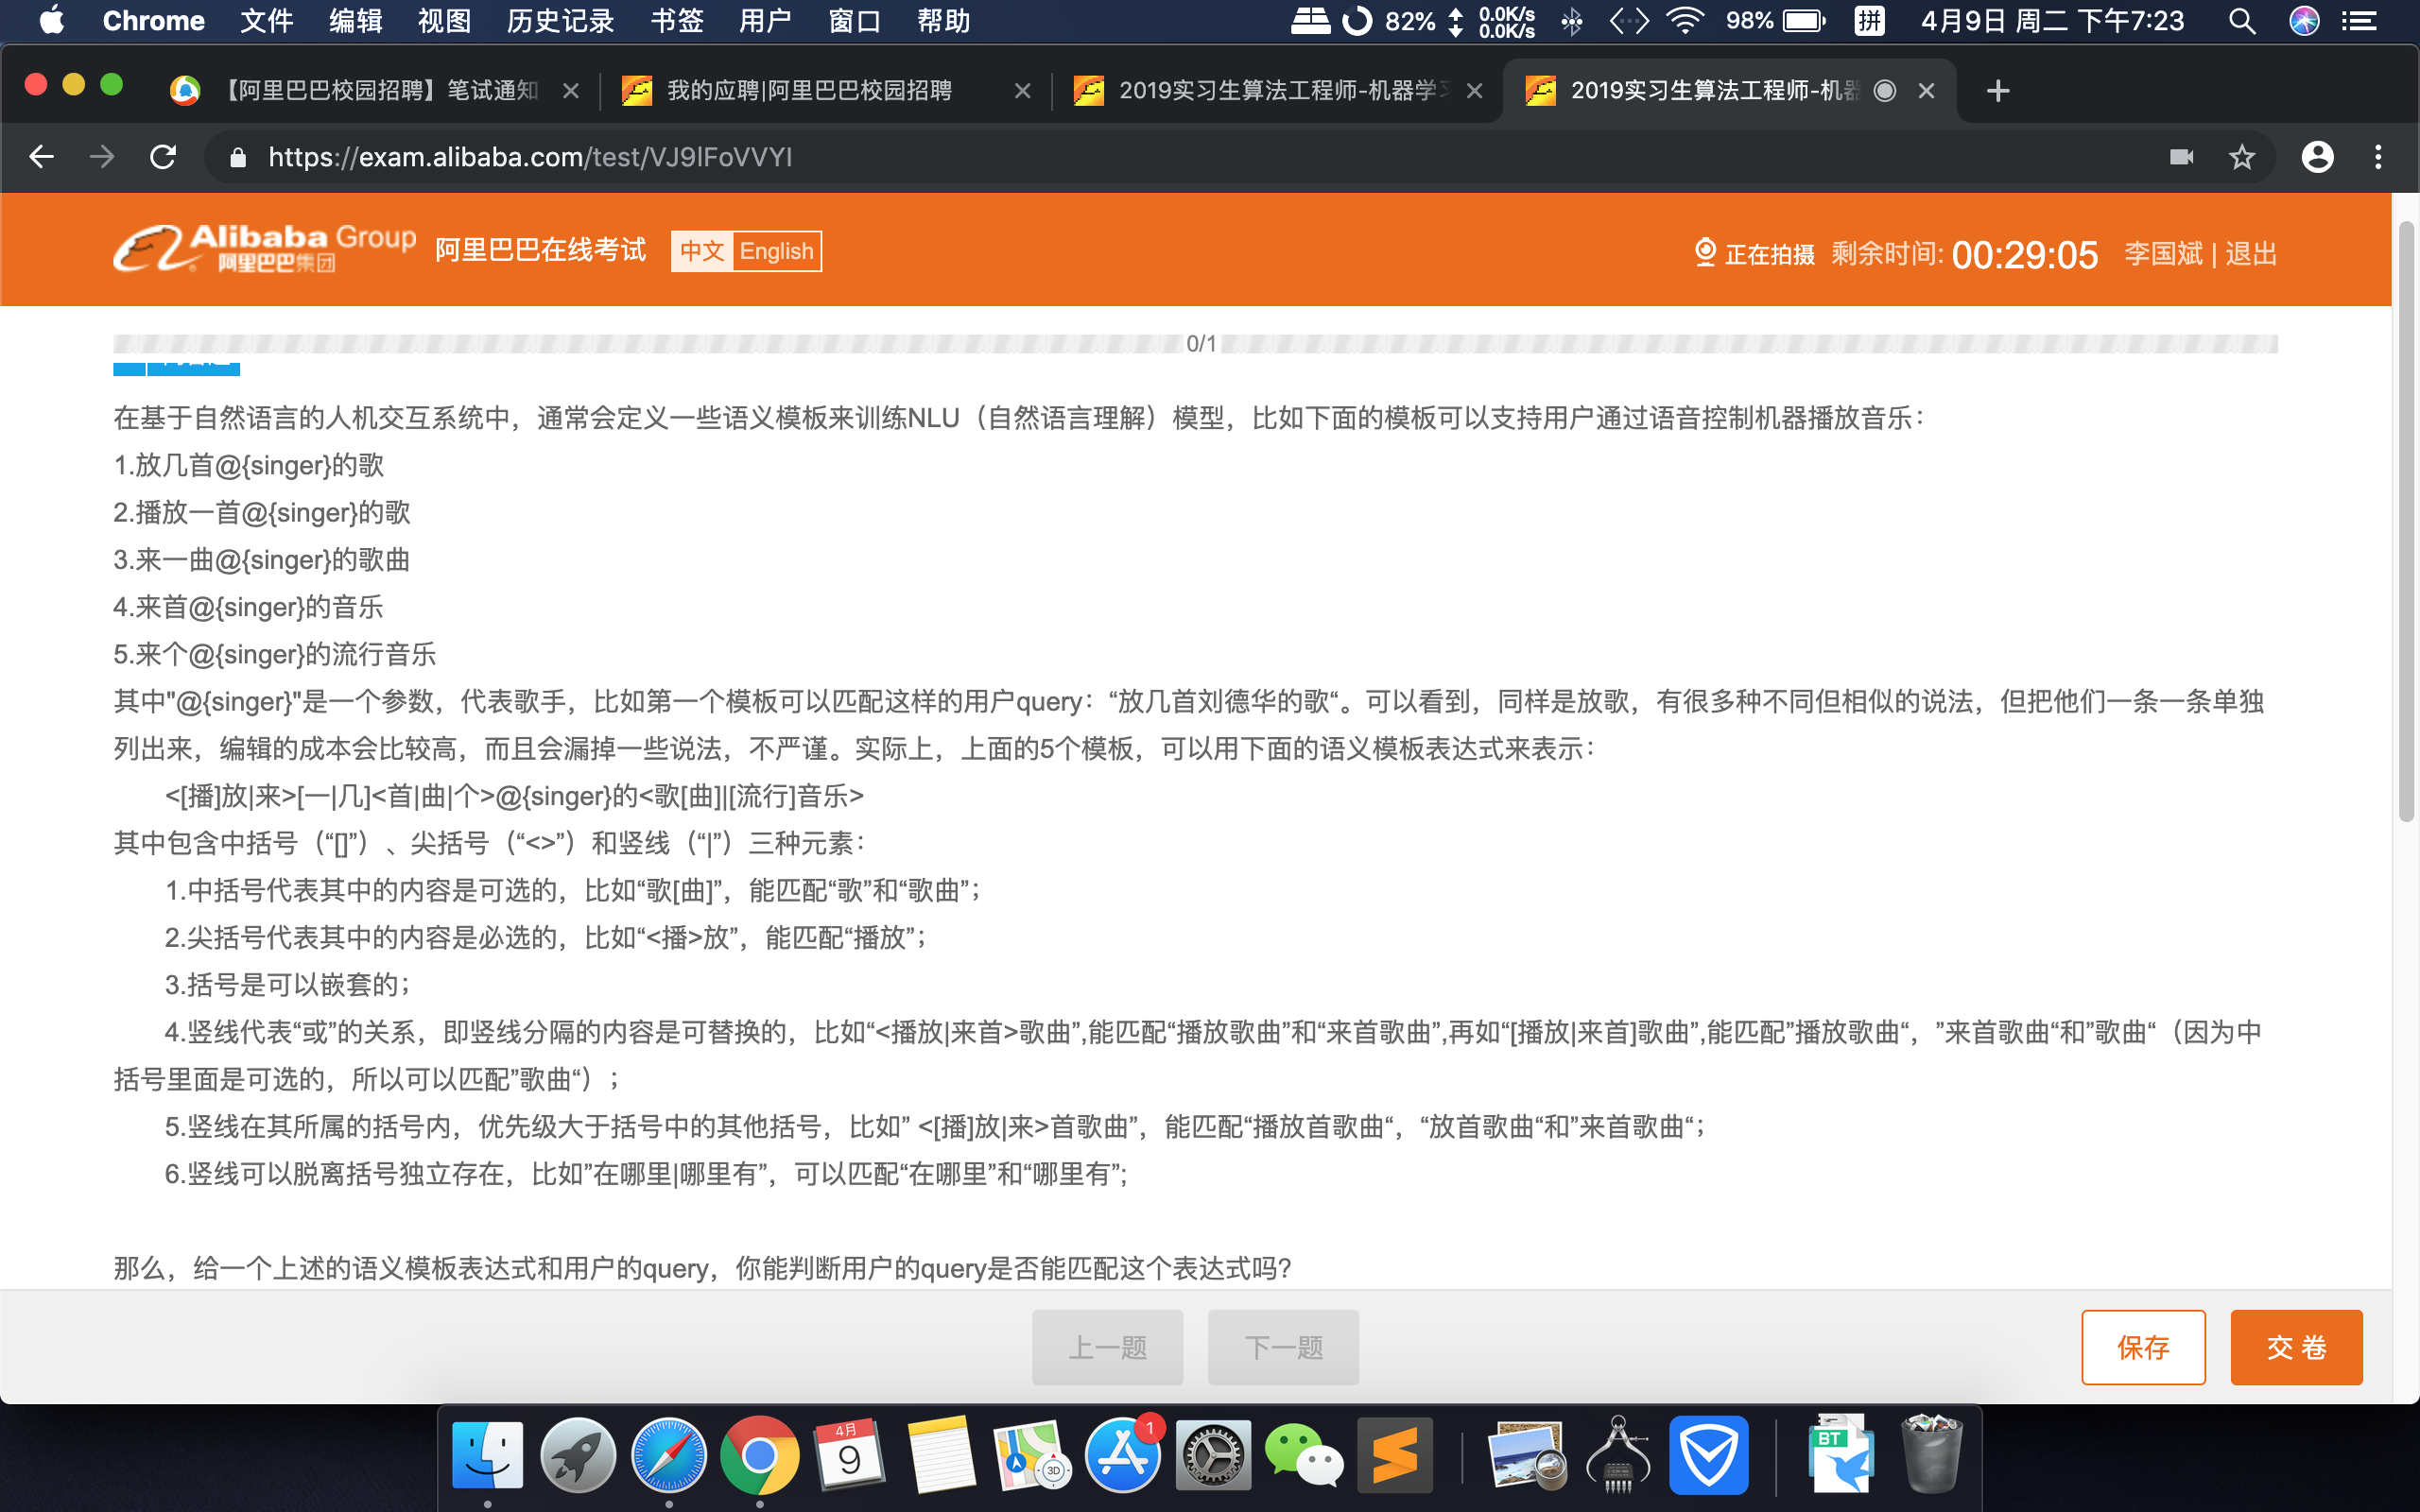 Chrome 文件 编辑 视图 历史记录 书签 用户 窗口 帮助 82% 0.0K/s 0.0K/s 98% 拼 4月9日 周二 下午7:23
【阿里巴巴校园招聘】笔试通知 我的应聘|阿里巴巴校园招聘 2019实习生算法工程师-机器学习 2019实习生算法工程师-机器
https://exam.alibaba.com/test/VJ9lFoVVYI
Alibaba Group 阿里巴巴集团 阿里巴巴在线考试 中文 English 正在拍摄 剩余时间: 00:29:05 李国斌 | 退出
0/1
在基于自然语言的人机交互系统中，通常会定义一些语义模板来训练NLU（自然语言理解）模型，比如下面的模板可以支持用户通过语音控制机器播放音乐：
1.放几首@{singer}的歌
2.播放一首@{singer}的歌
3.来一曲@{singer}的歌曲
4.来首@{singer}的音乐
5.来个@{singer}的流行音乐
其中"@{singer}"是一个参数，代表歌手，比如第一个模板可以匹配这样的用户query：“放几首刘德华的歌“。可以看到，同样是放歌，有很多种不同但相似的说法，但把他们一条一条单独
列出来，编辑的成本会比较高，而且会漏掉一些说法，不严谨。实际上，上面的5个模板，可以用下面的语义模板表达式来表示：
<[播]放|来>[一|几]<首|曲|个>@{singer}的<歌[曲]|[流行]音乐>
其中包含中括号（“[]”）、尖括号（“<>”）和竖线（“|”）三种元素：
1.中括号代表其中的内容是可选的，比如“歌[曲]”，能匹配“歌”和“歌曲”；
2.尖括号代表其中的内容是必选的，比如“<播>放”，能匹配“播放”；
3.括号是可以嵌套的；
4.竖线代表“或”的关系，即竖线分隔的内容是可替换的，比如“<播放|来首>歌曲”,能匹配“播放歌曲”和“来首歌曲”,再如“[播放|来首]歌曲”,能匹配”播放歌曲“，”来首歌曲“和”歌曲“（因为中
括号里面是可选的，所以可以匹配”歌曲“）；
5.竖线在其所属的括号内，优先级大于括号中的其他括号，比如” <[播]放|来>首歌曲”，能匹配“播放首歌曲“，“放首歌曲“和”来首歌曲“；
6.竖线可以脱离括号独立存在，比如”在哪里|哪里有”，可以匹配“在哪里”和“哪里有”;
那么，给一个上述的语义模板表达式和用户的query，你能判断用户的query是否能匹配这个表达式吗?
上一题 下一题 保存 交 卷
4月 9 3D 1 BT